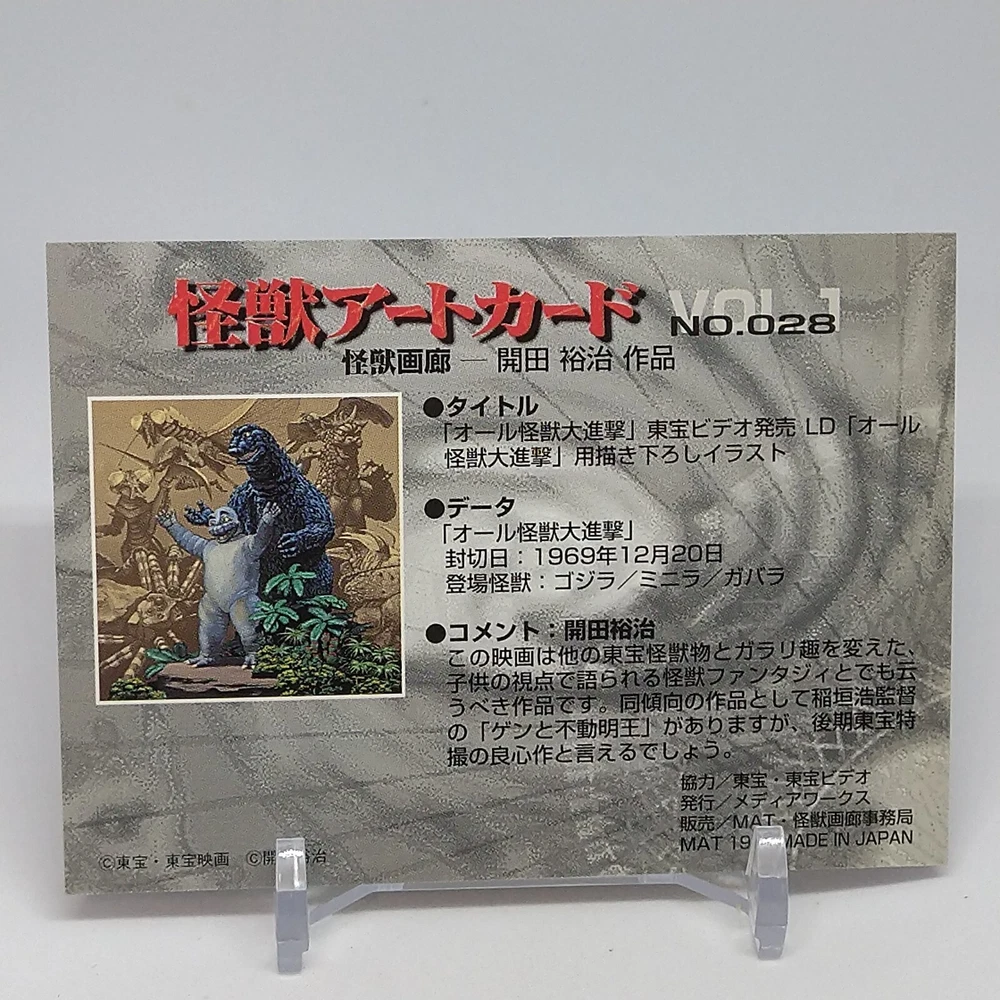 怪獣アートカード VOL.1
NO.028
怪獣画廊 ― 開田 裕治 作品
●タイトル
「オール怪獣大進撃」東宝ビデオ発売 LD「オール
怪獣大進撃」用描き下ろしイラスト
●データ
「オール怪獣大進撃」
封切日:1969年12月20日
登場怪獣:ゴジラ/ミニラ/ガバラ
●コメント:開田裕治
この映画は他の東宝怪獣物とガラリ趣を変えた、
子供の視点で語られる怪獣ファンタジィとでも云
うべき作品です。同傾向の作品として稲垣浩監督
の「ゲンと不動明王」がありますが、後期東宝特
撮の良心作と言えるでしょう。
協力/東宝・東宝ビデオ
発行/メディアワークス
販売/MAT・怪獣画廊事務局
MAT 19 MADE IN JAPAN
©東宝・東宝映画 ©開 治